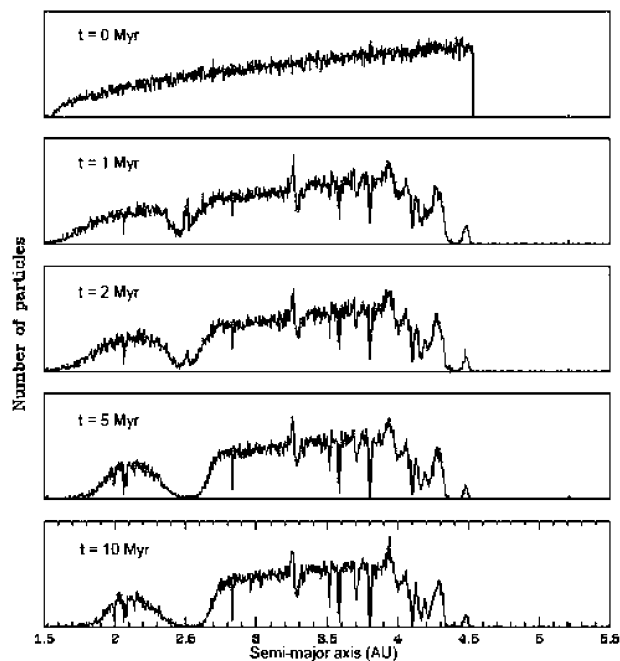 t = 0 Myr
t = 1 Myr
t = 2 Myr
t = 5 Myr
t = 10 Myr
Number of particles
1.5 2 2.5 3 3.5 4 4.5 5 5.5
Semi-major axis (AU)